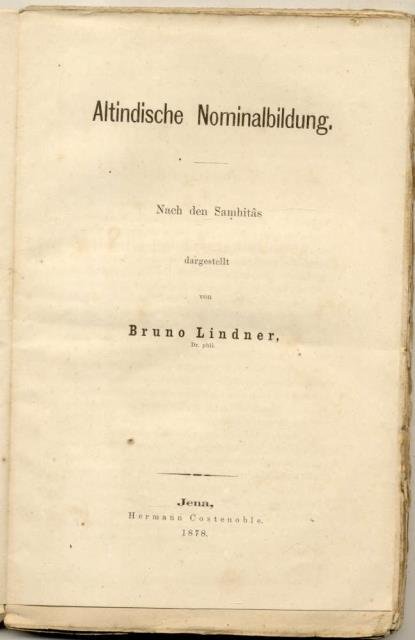 Altindische Nominalbildung.
Nach den Saṃhitâs
dargestellt
von
Bruno Lindner,
Dr. phil.
Jena,
Hermann Costenoble.
1878.